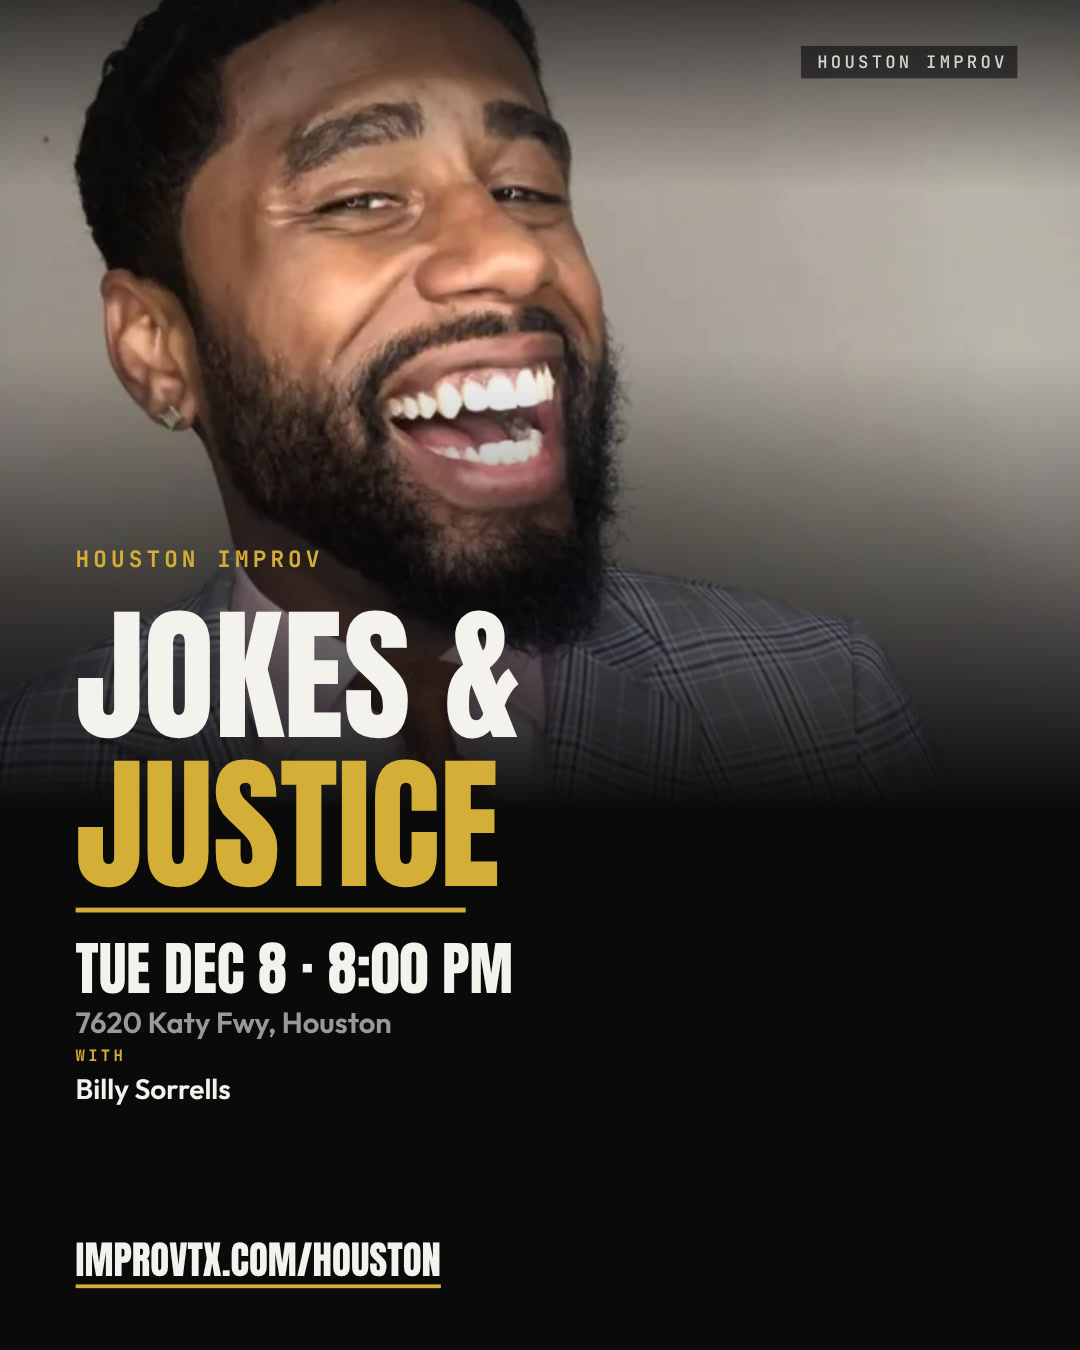 HOUSTON IMPROV
HOUSTON IMPROV
JOKES &
JUSTICE
TUE DEC 8 · 8:00 PM
7620 Katy Fwy, Houston
WITH
Billy Sorrells
IMPROVTX.COM/HOUSTON